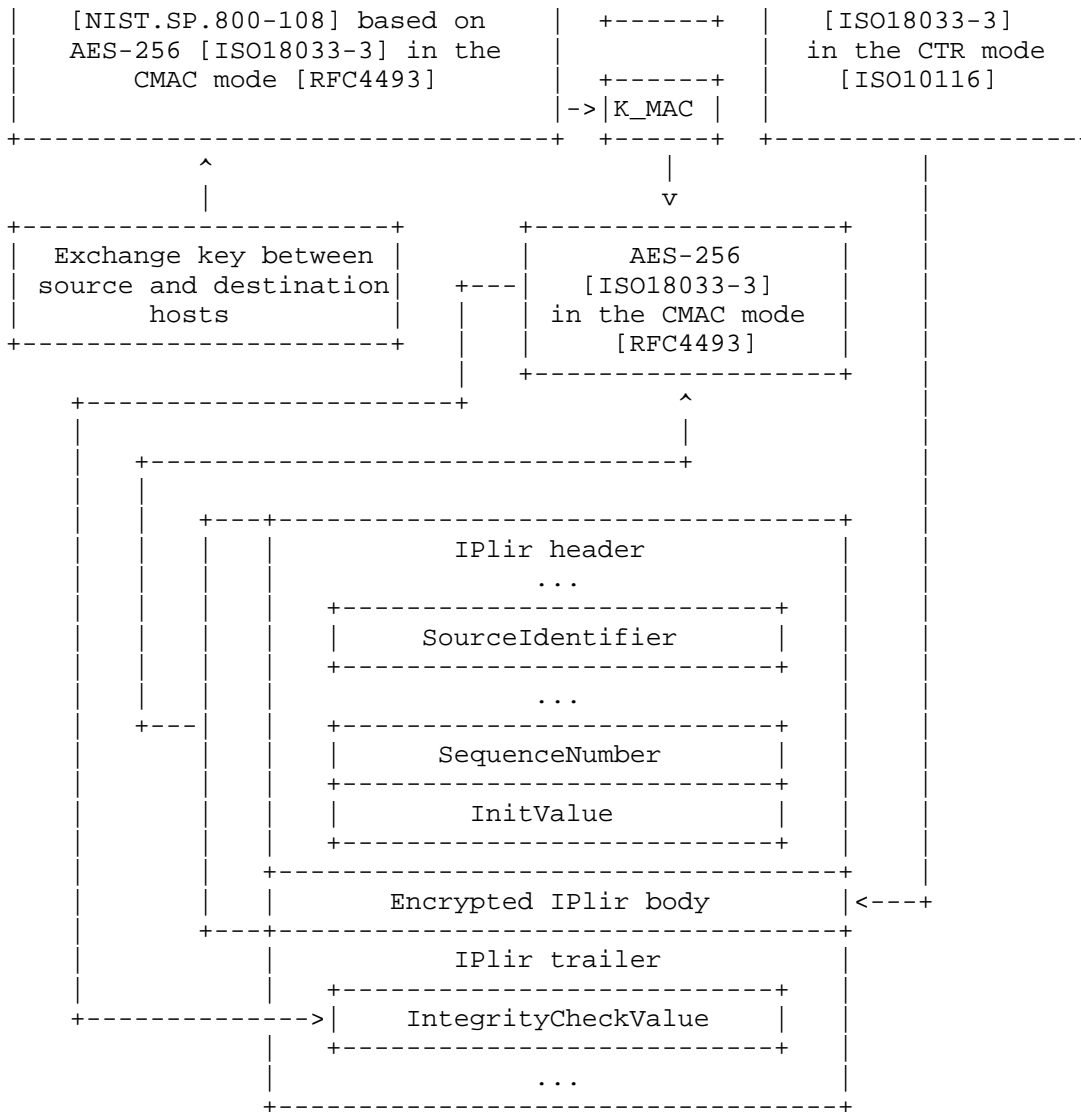 [NIST.SP.800-108] based on
AES-256 [ISO18033-3] in the
CMAC mode [RFC4493]
[ISO18033-3]
in the CTR mode
[ISO10116]
K_MAC
Exchange key between
source and destination
hosts
AES-256
[ISO18033-3]
in the CMAC mode
[RFC4493]
IPlir header
...
SourceIdentifier
...
SequenceNumber
InitValue
Encrypted IPlir body
IPlir trailer
IntegrityCheckValue
...